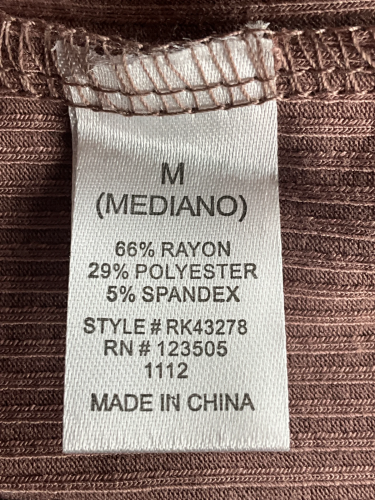 M
(MEDIANO)
66% RAYON
29% POLYESTER
5% SPANDEX
STYLE # RK43278
RN # 123505
1112
MADE IN CHINA